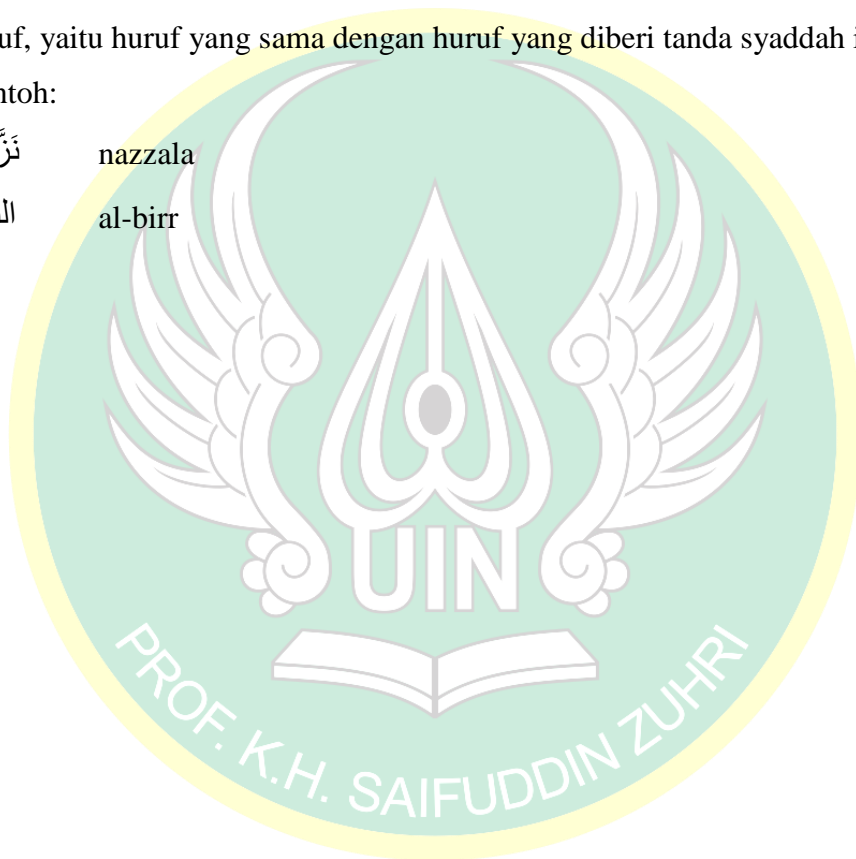 uf, yaitu huruf yang sama dengan huruf yang diberi tanda syaddah i
ntoh:
نَزَّ nazzala
al-birr
UIN
PROF. K.H. SAIFUDDIN ZUHRI